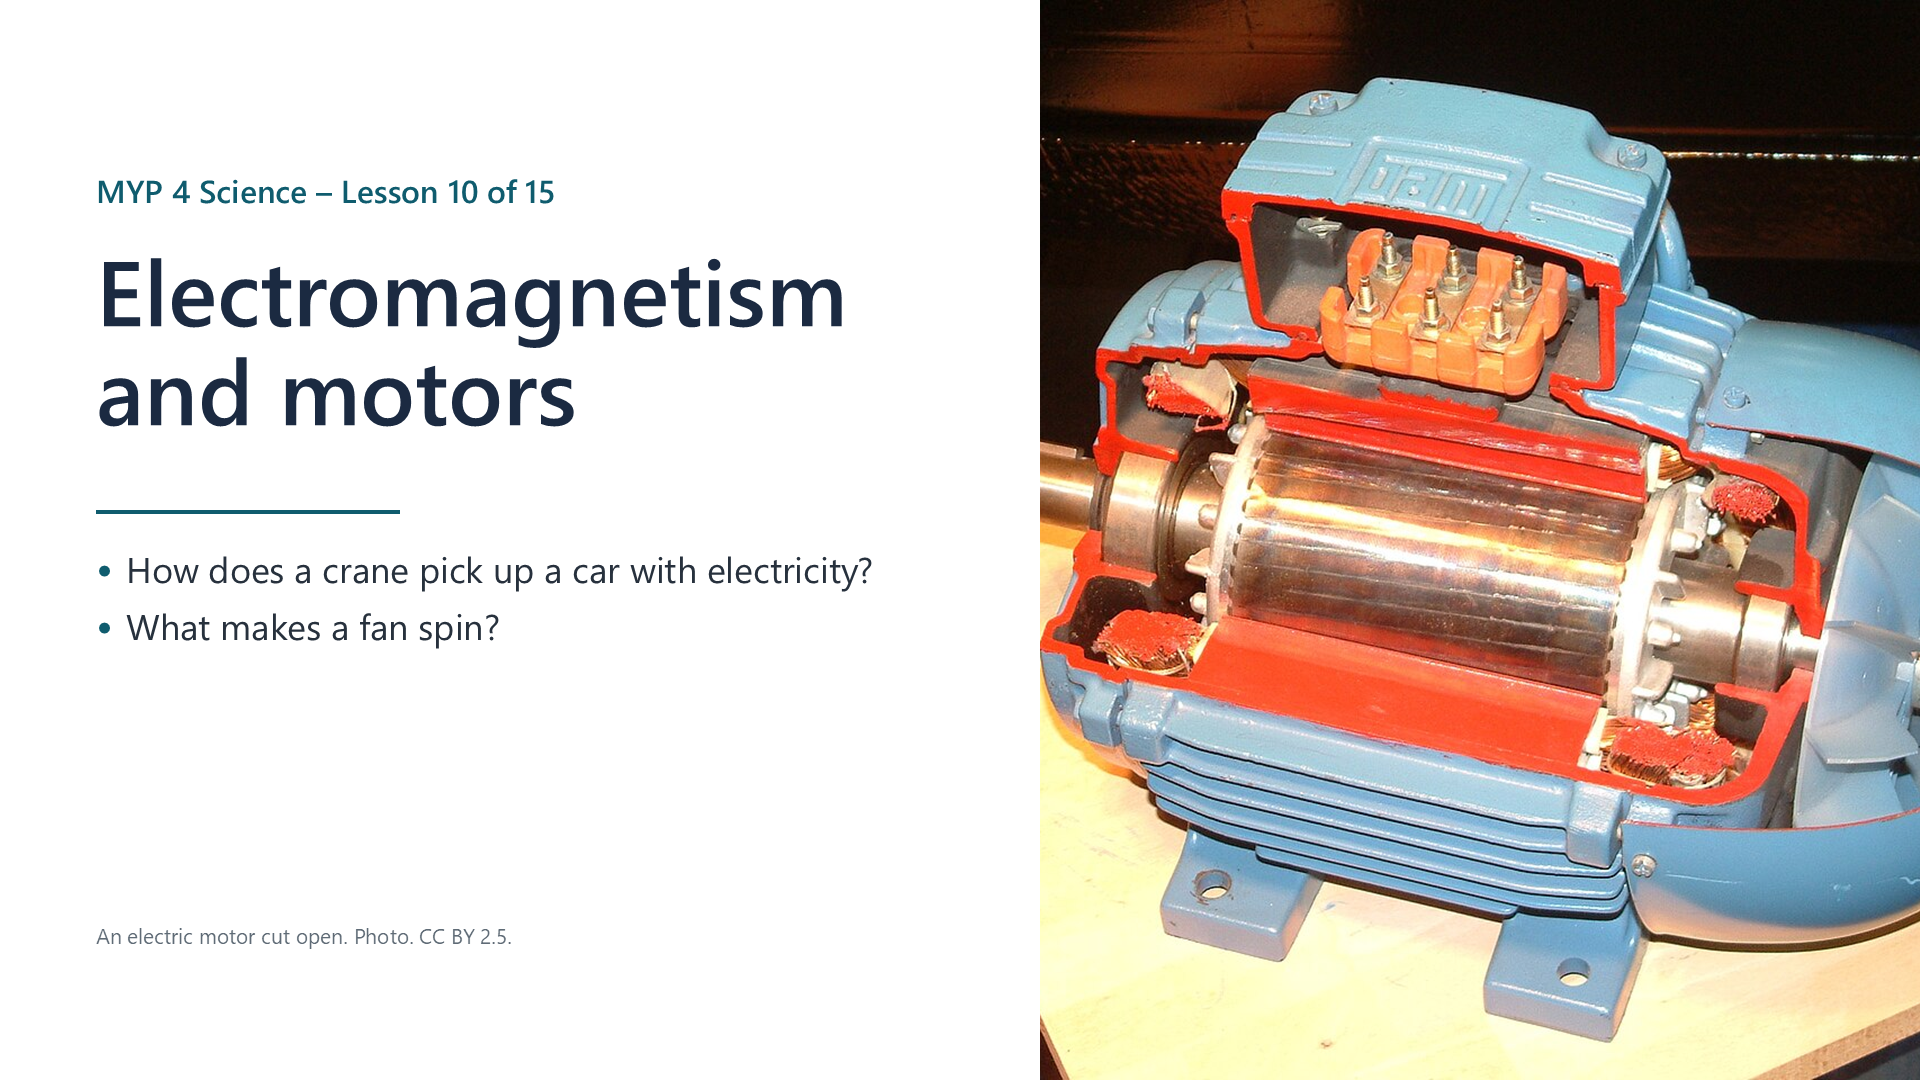 MYP 4 Science – Lesson 10 of 15
Electromagnetism
and motors
• How does a crane pick up a car with electricity?
• What makes a fan spin?
An electric motor cut open. Photo. CC BY 2.5.